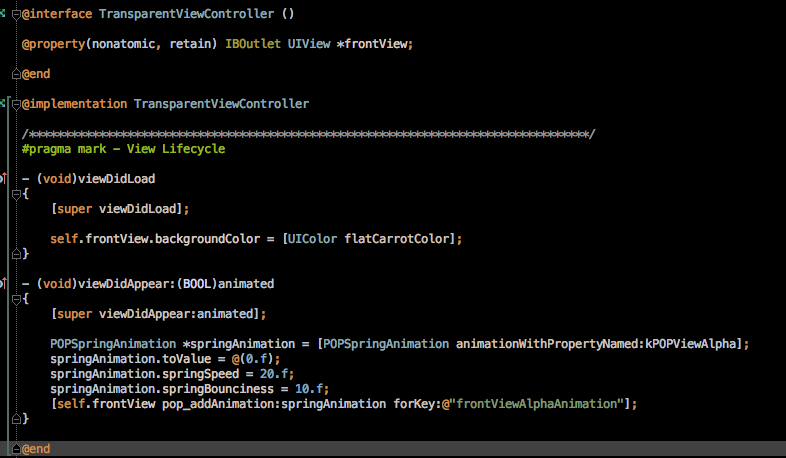 @interface TransparentViewController ()
@property(nonatomic, retain) IBOutlet UIView *frontView;
@end
@implementation TransparentViewController
/********************************************************************************/
#pragma mark - View Lifecycle
- (void)viewDidLoad
{
[super viewDidLoad];
self.frontView.backgroundColor = [UIColor flatCarrotColor];
}
- (void)viewDidAppear:(BOOL)animated
{
[super viewDidAppear:animated];
POPSpringAnimation *springAnimation = [POPSpringAnimation animationWithPropertyNamed:kPOPViewAlpha];
springAnimation.toValue = @(0.f);
springAnimation.springSpeed = 20.f;
springAnimation.springBounciness = 10.f;
[self.frontView pop_addAnimation:springAnimation forKey:@"frontViewAlphaAnimation"];
}
@end